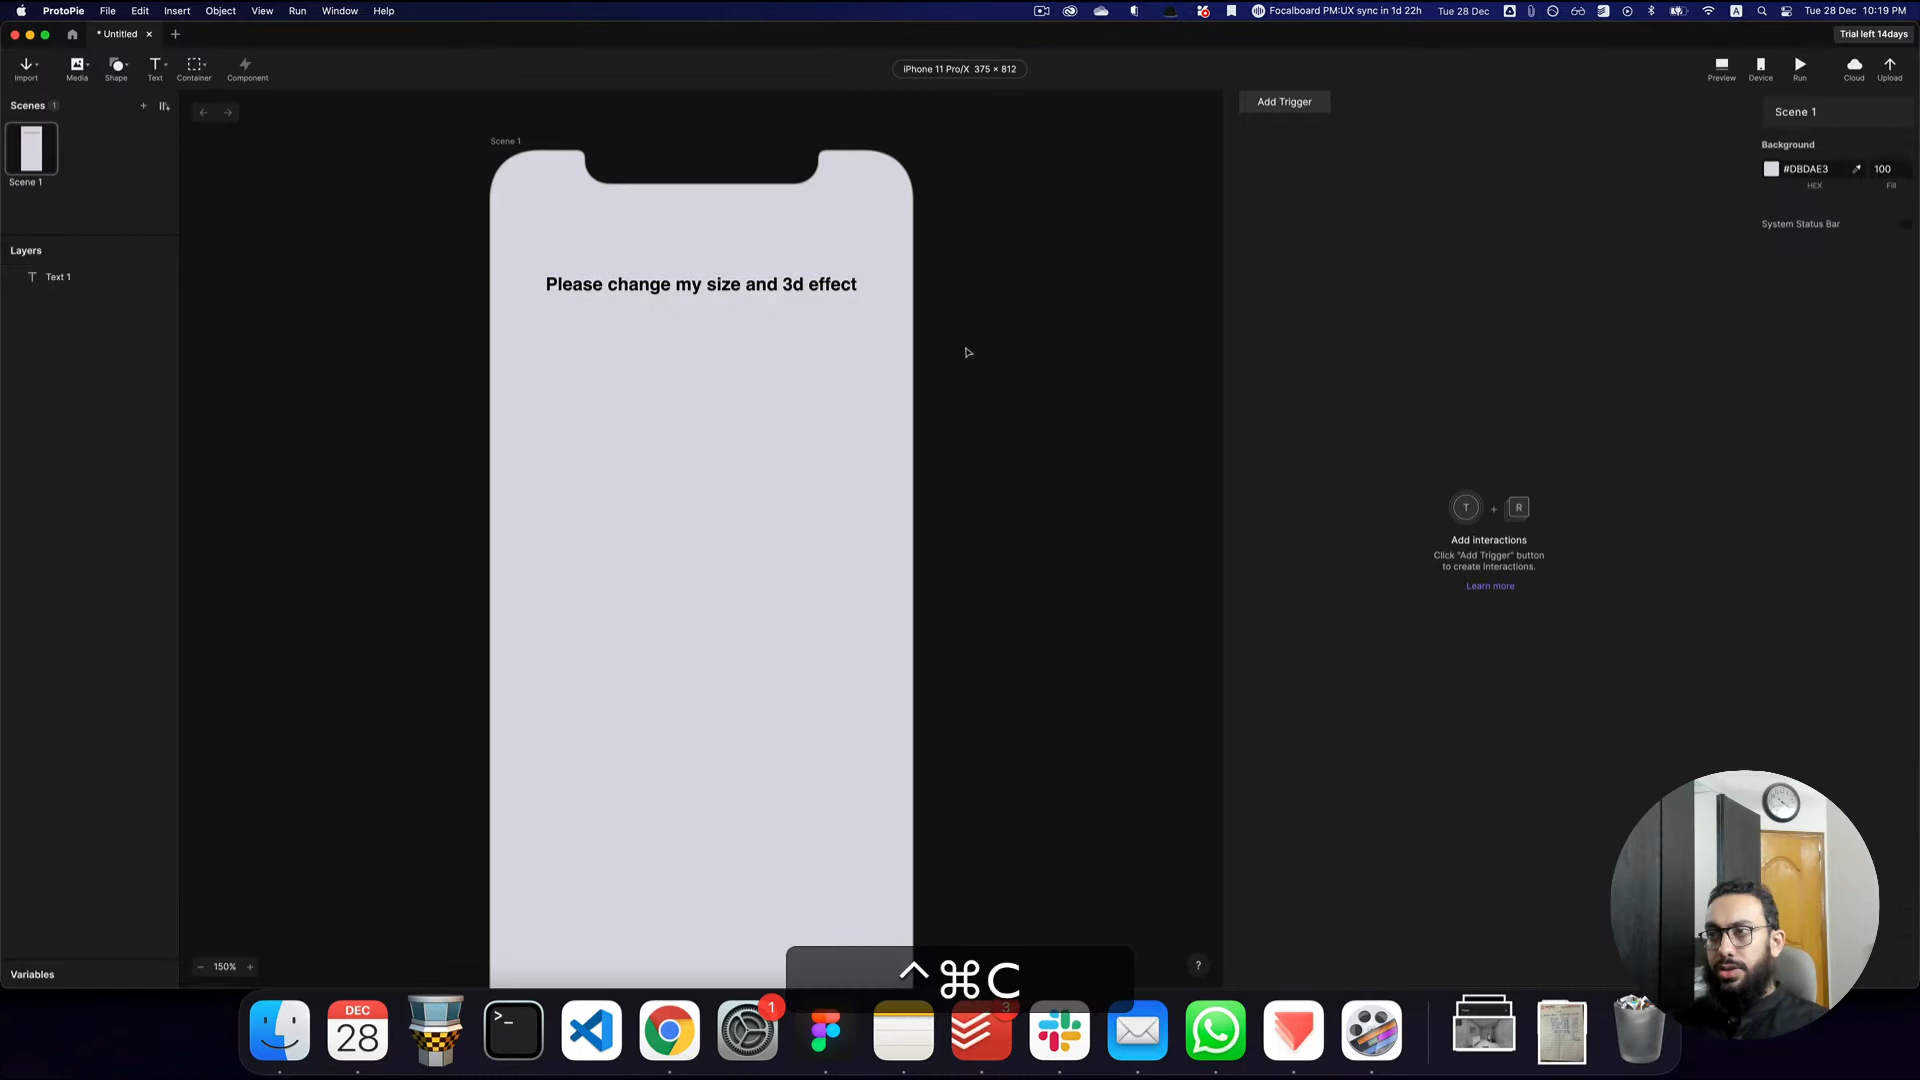 ProtoPie File Edit Insert Object View Run Window Help
Focalboard PM:UX sync in 1d 22h Tue 28 Dec A Tue 28 Dec 10:19 PM
* Untitled
Trial left 14days
Import Media Shape Text Container Component
iPhone 11 Pro/X 375 × 812
Preview Device Run Cloud Upload
Scenes 1
Scene 1
Layers
T Text 1
Scene 1
Please change my size and 3d effect
Add Trigger
Scene 1
Background
#DBDAE3 100
HEX Fill
System Status Bar
T + R
Add interactions
Click "Add Trigger" button
to create Interactions.
Learn more
Variables
150%
?
⌃⌘C
DEC
28
>_
1
3